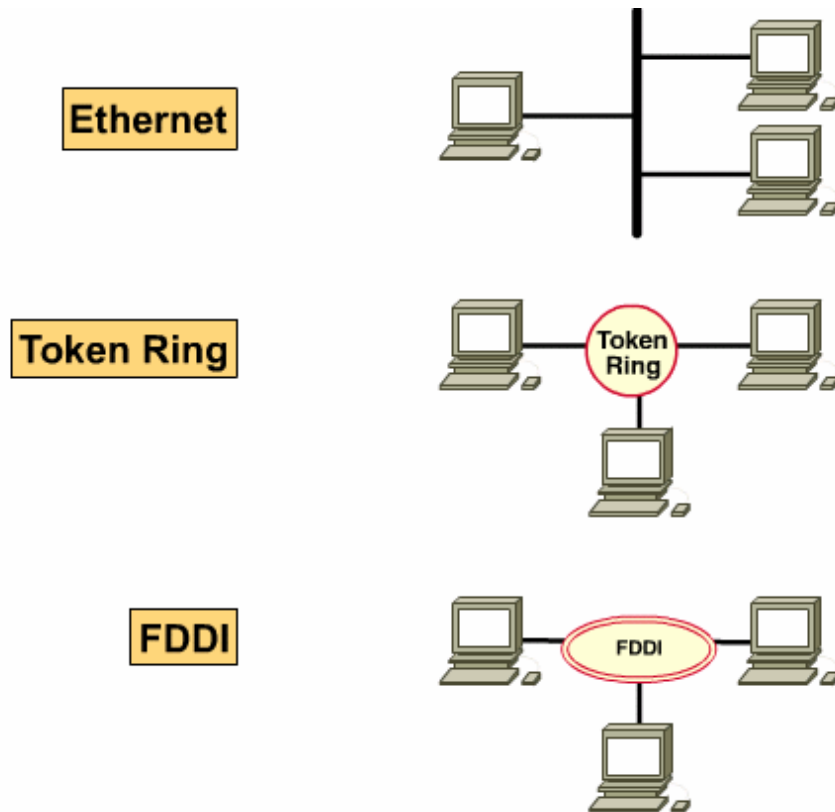 Ethernet
Token Ring
Token
Ring
FDDI
FDDI